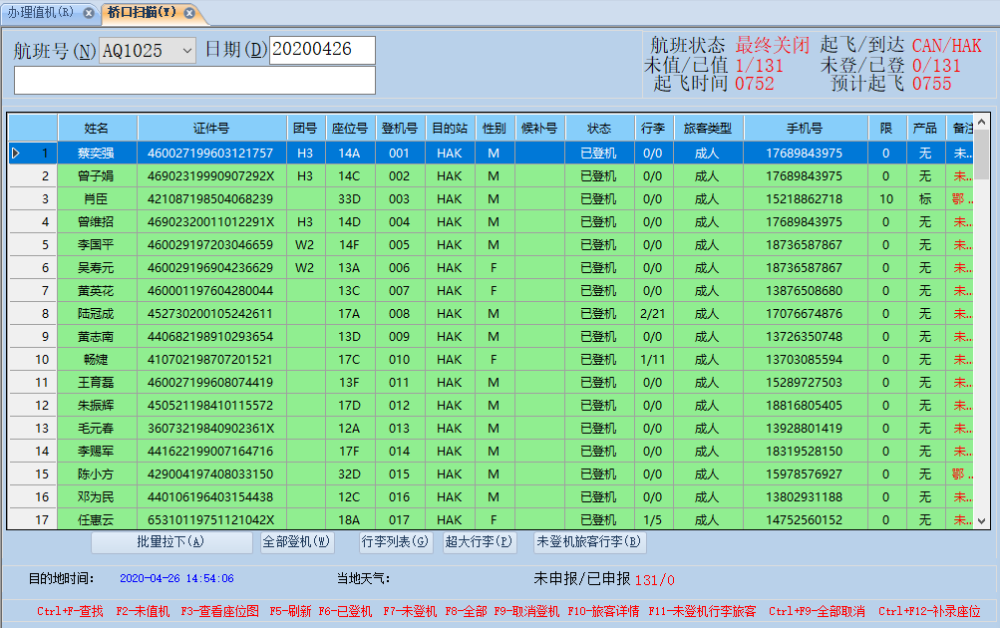 办理值机(R) 桥口扫描(Y)
航班号(N) AQ1025 日期(D) 20200426
航班状态 最终关闭 起飞/到达 CAN/HAK
未值/已值 1/131 未登/已登 0/131
起飞时间 0752 预计起飞 0755
姓名 证件号 团号 座位号 登机号 目的站 性别 候补号 状态 行李 旅客类型 手机号 限 产品 备注
1 蔡奕强 460027199603121757 H3 14A 001 HAK M 已登机 0/0 成人 17689843975 0 无 未..
2 曾子娟 46902319990907292X H3 14C 002 HAK M 已登机 0/0 成人 17689843975 0 无 未..
3 肖臣 421087198504068239 33D 003 HAK M 已登机 0/0 成人 15218862718 10 标 鄂..
4 曾维招 46902320011012291X H3 14D 004 HAK M 已登机 0/0 成人 17689843975 0 无 未..
5 李国平 460029197203046659 W2 14F 005 HAK M 已登机 0/0 成人 18736587867 0 无 未..
6 吴寿元 460029196904236629 W2 13A 006 HAK F 已登机 0/0 成人 18736587867 0 无 未..
7 黄英花 460001197604280044 13C 007 HAK F 已登机 0/0 成人 13876508680 0 无 未..
8 陆冠成 452730200105242611 17A 008 HAK M 已登机 2/21 成人 17076674876 0 无 未..
9 黄志南 440682198910293654 13D 009 HAK M 已登机 0/0 成人 13726350748 0 无 未..
10 畅婕 410702198707201521 17C 010 HAK F 已登机 1/11 成人 13703085594 0 无 未..
11 王育磊 460027199608074419 13F 011 HAK M 已登机 0/0 成人 15289727503 0 无 未..
12 朱振辉 450521198410115572 17D 012 HAK M 已登机 0/0 成人 18816805405 0 无 未..
13 毛元春 36073219840902361X 12A 013 HAK M 已登机 0/0 成人 13928801419 0 无 未..
14 李赐军 441622199007164716 17F 014 HAK M 已登机 0/0 成人 18319528150 0 无 未..
15 陈小方 429004197408033150 32D 015 HAK M 已登机 0/0 成人 15978576927 0 无 鄂..
16 邓为民 440106196403154438 12C 016 HAK M 已登机 0/0 成人 13802931188 0 无 未..
17 任惠云 65310119751121042X 18A 017 HAK F 已登机 1/5 成人 14752560152 0 无 未..
批量拉下(A) 全部登机(W) 行李列表(G) 超大行李(P) 未登机旅客行李(B)
目的地时间: 2020-04-26 14:54:06 当地天气: 未申报/已申报 131/0
Ctrl+F-查找 F2-未值机 F3-查看座位图 F5-刷新 F6-已登机 F7-未登机 F8-全部 F9-取消登机 F10-旅客详情 F11-未登机行李旅客 Ctrl+F9-全部取消 Ctrl+F12-补录座位